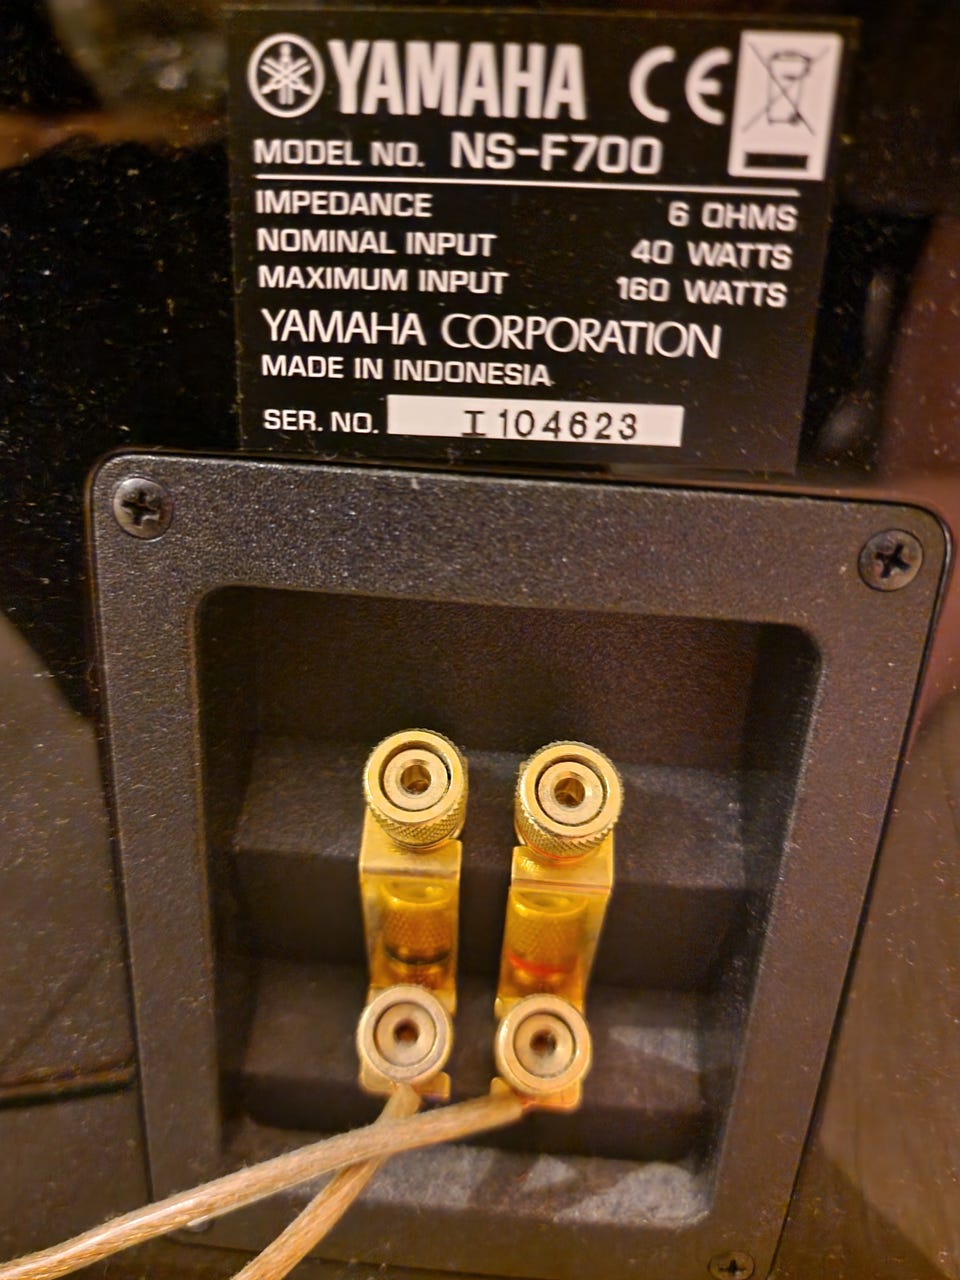 YAMAHA CE
MODEL NO. NS-F700
IMPEDANCE 6 OHMS
NOMINAL INPUT 40 WATTS
MAXIMUM INPUT 160 WATTS
YAMAHA CORPORATION
MADE IN INDONESIA
SER. NO. I104623